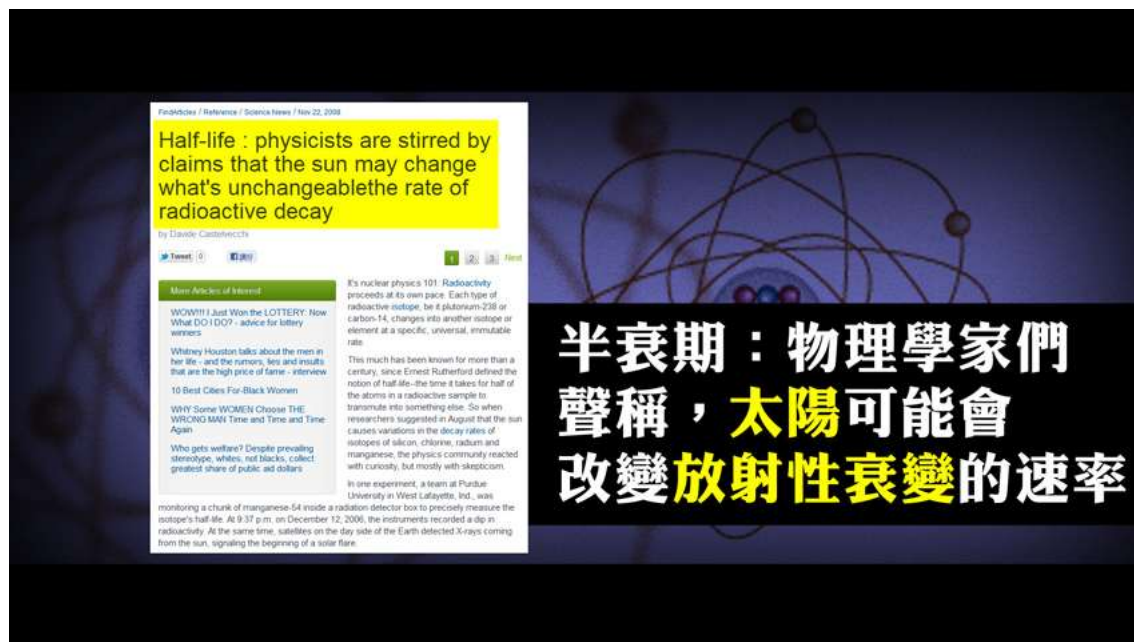 FindArticles / Reference / Science News / Nov 22, 2008
Half-life : physicists are stirred by
claims that the sun may change
what's unchangeablethe rate of
radioactive decay
by Davide Castelvecchi
Tweet 0
1 2 3 Next
More Articles of Interest
WOW!!! I Just Won the LOTTERY: Now
What DO I DO? - advice for lottery
winners
Whitney Houston talks about the men in
her life - and the rumors, lies and insults
that are the high price of fame - interview
10 Best Cities For-Black Women
WHY Some WOMEN Choose THE
WRONG MAN Time and Time and Time
Again
Who gets welfare? Despite prevailing
stereotype, whites, not blacks, collect
greatest share of public aid dollars
It's nuclear physics 101: Radioactivity
proceeds at its own pace. Each type of
radioactive isotope, be it plutonium-238 or
carbon-14, changes into another isotope or
element at a specific, universal, immutable
rate.
This much has been known for more than a
century, since Ernest Rutherford defined the
notion of half-life--the time it takes for half of
the atoms in a radioactive sample to
transmute into something else. So when
researchers suggested in August that the sun
causes variations in the decay rates of
isotopes of silicon, chlorine, radium and
manganese, the physics community reacted
with curiosity, but mostly with skepticism.
In one experiment, a team at Purdue
University in West Lafayette, Ind., was
monitoring a chunk of manganese-54 inside a radiation detector box to precisely measure the
isotope's half-life. At 9:37 p.m. on December 12, 2006, the instruments recorded a dip in
radioactivity. At the same time, satellites on the day side of the Earth detected X-rays coming
from the sun, signaling the beginning of a solar flare.
半衰期：物理學家們
聲稱，太陽可能會
改變放射性衰變的速率